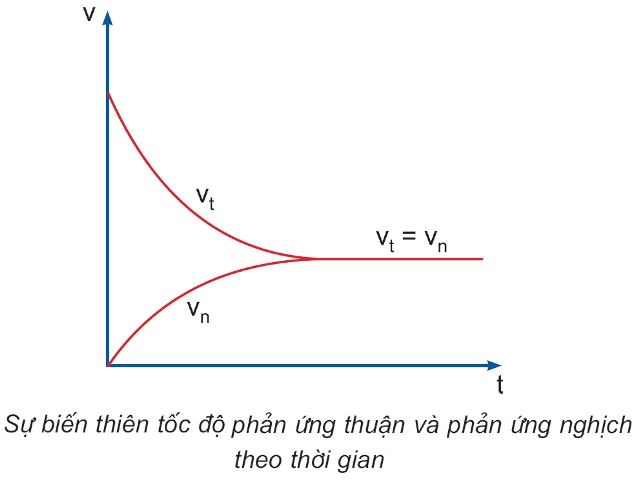 v
v_t
v_t = v_n
v_n
t
Sự biến thiên tốc độ phản ứng thuận và phản ứng nghịch
theo thời gian